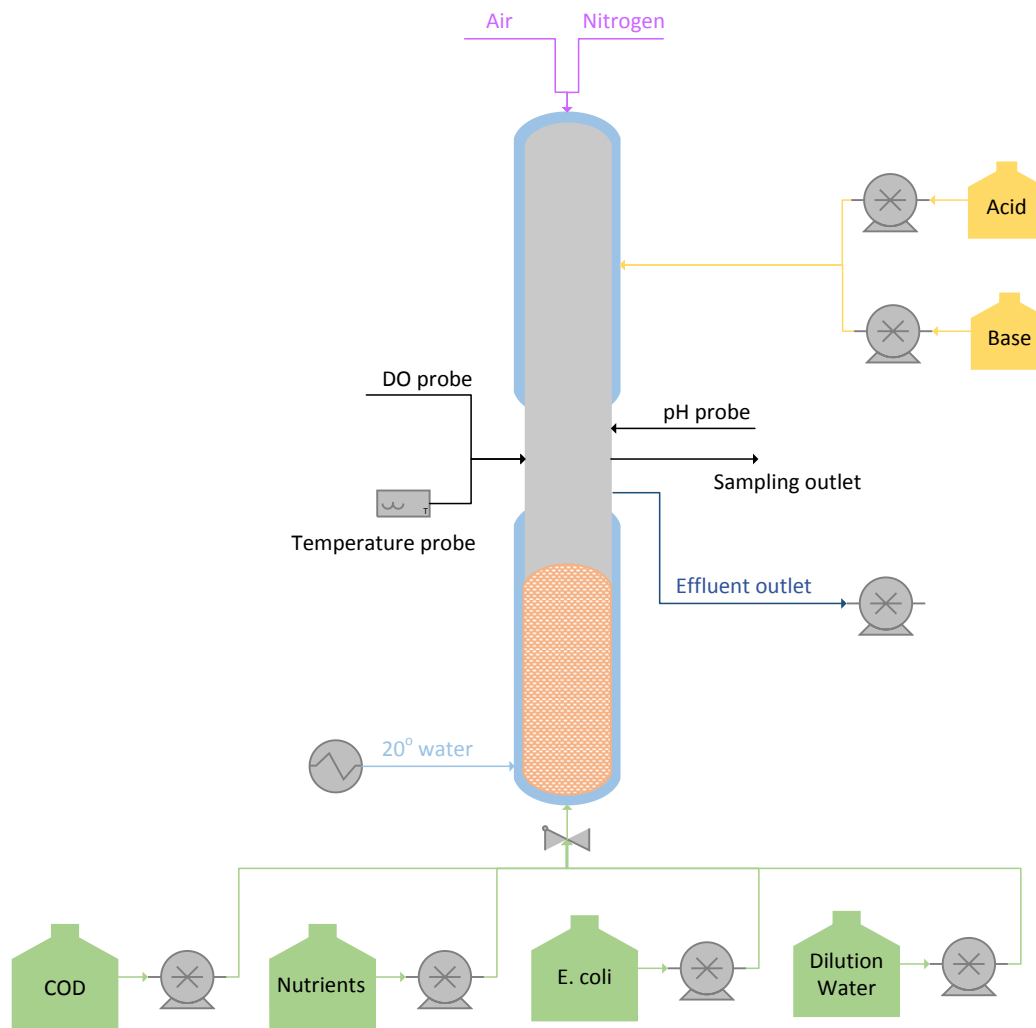 Air
Nitrogen
Acid
Base
DO probe
pH probe
Sampling outlet
T
Temperature probe
Effluent outlet
20° water
COD
Nutrients
E. coli
Dilution
Water